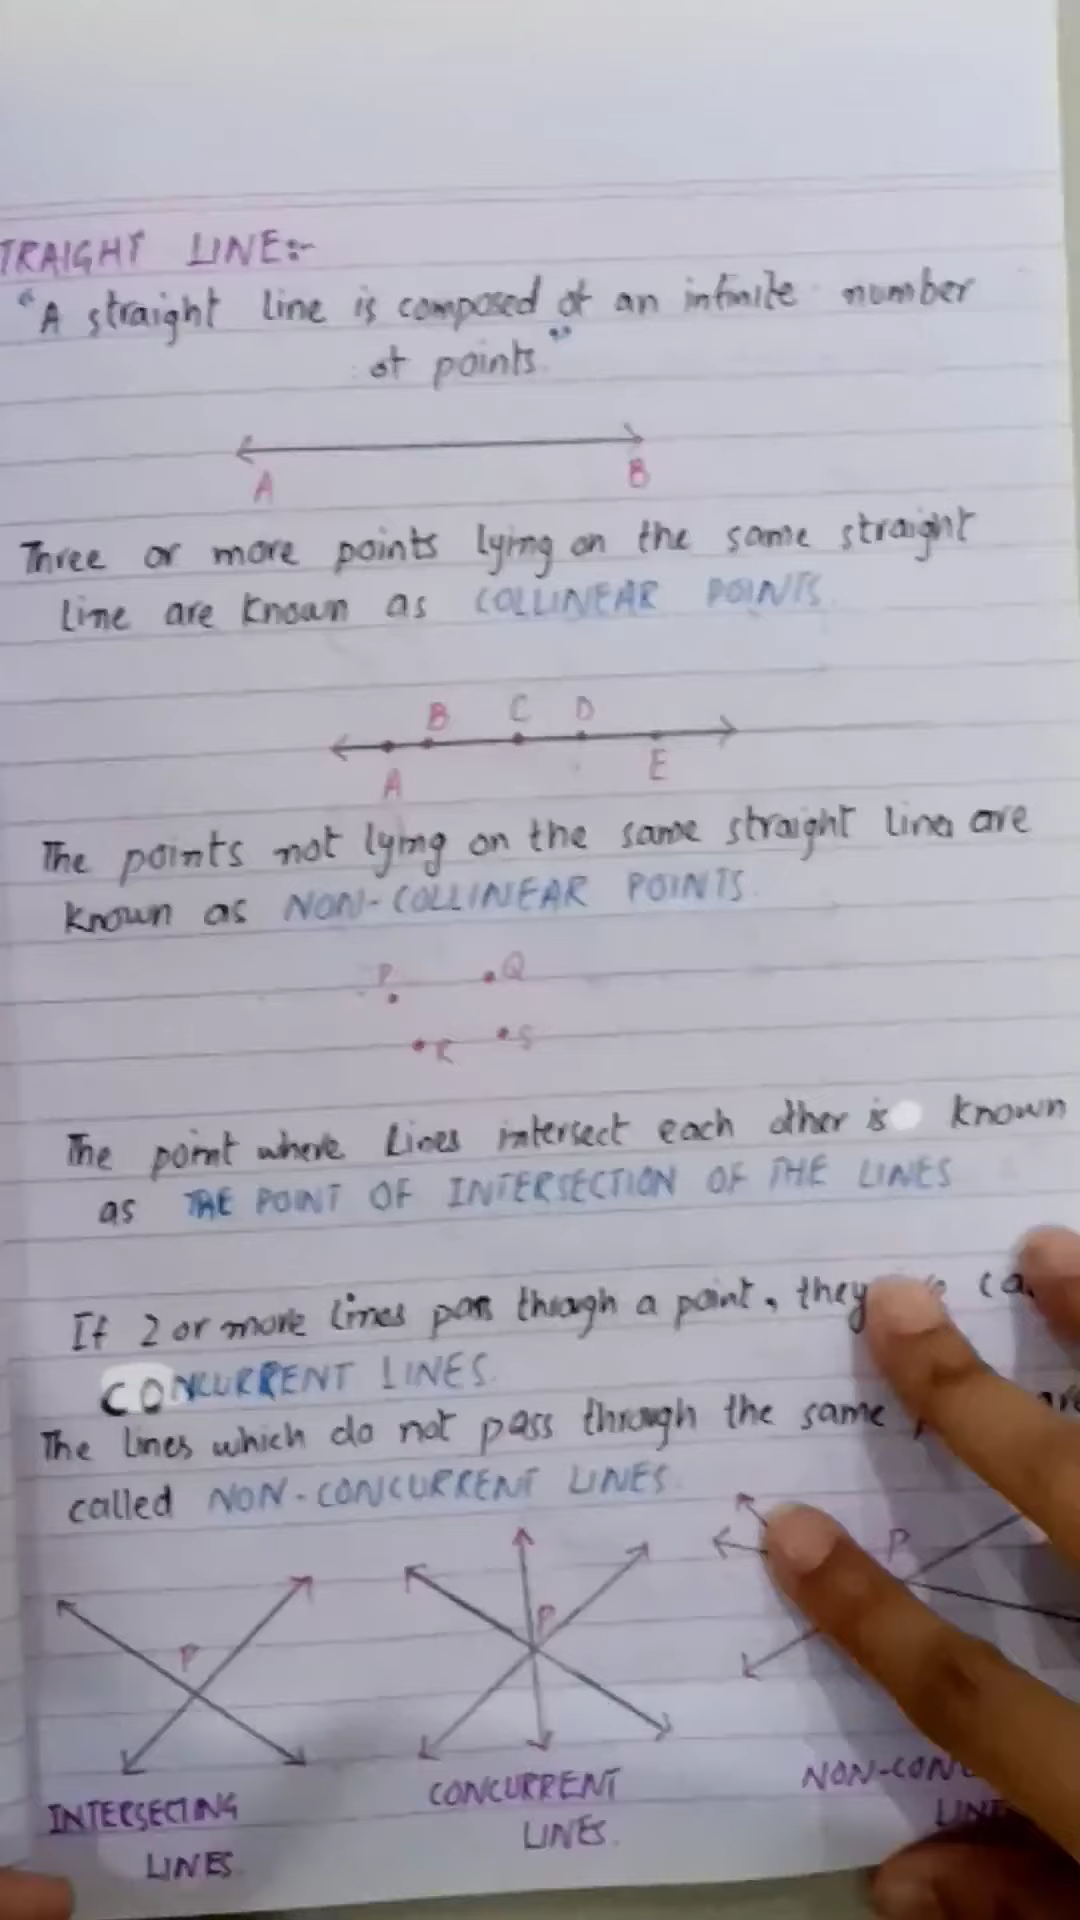 TRAIGHT LINE:-
"A straight line is composed of an infinite number
of points."
A B
Three or more points lying on the same straight
line are known as COLLINEAR POINTS
B C D
A E
The points not lying on the same straight line are
known as NON-COLLINEAR POINTS.
P Q
R S
The point where lines intersect each other is known
as THE POINT OF INTERSECTION OF THE LINES
If 2 or more lines pass through a point, they ca
CONCURRENT LINES.
The lines which do not pass through the same
called NON-CONCURRENT LINES.
P P P
INTERSECTING LINES.
CONCURRENT LINES.
NON-CONC
LINE